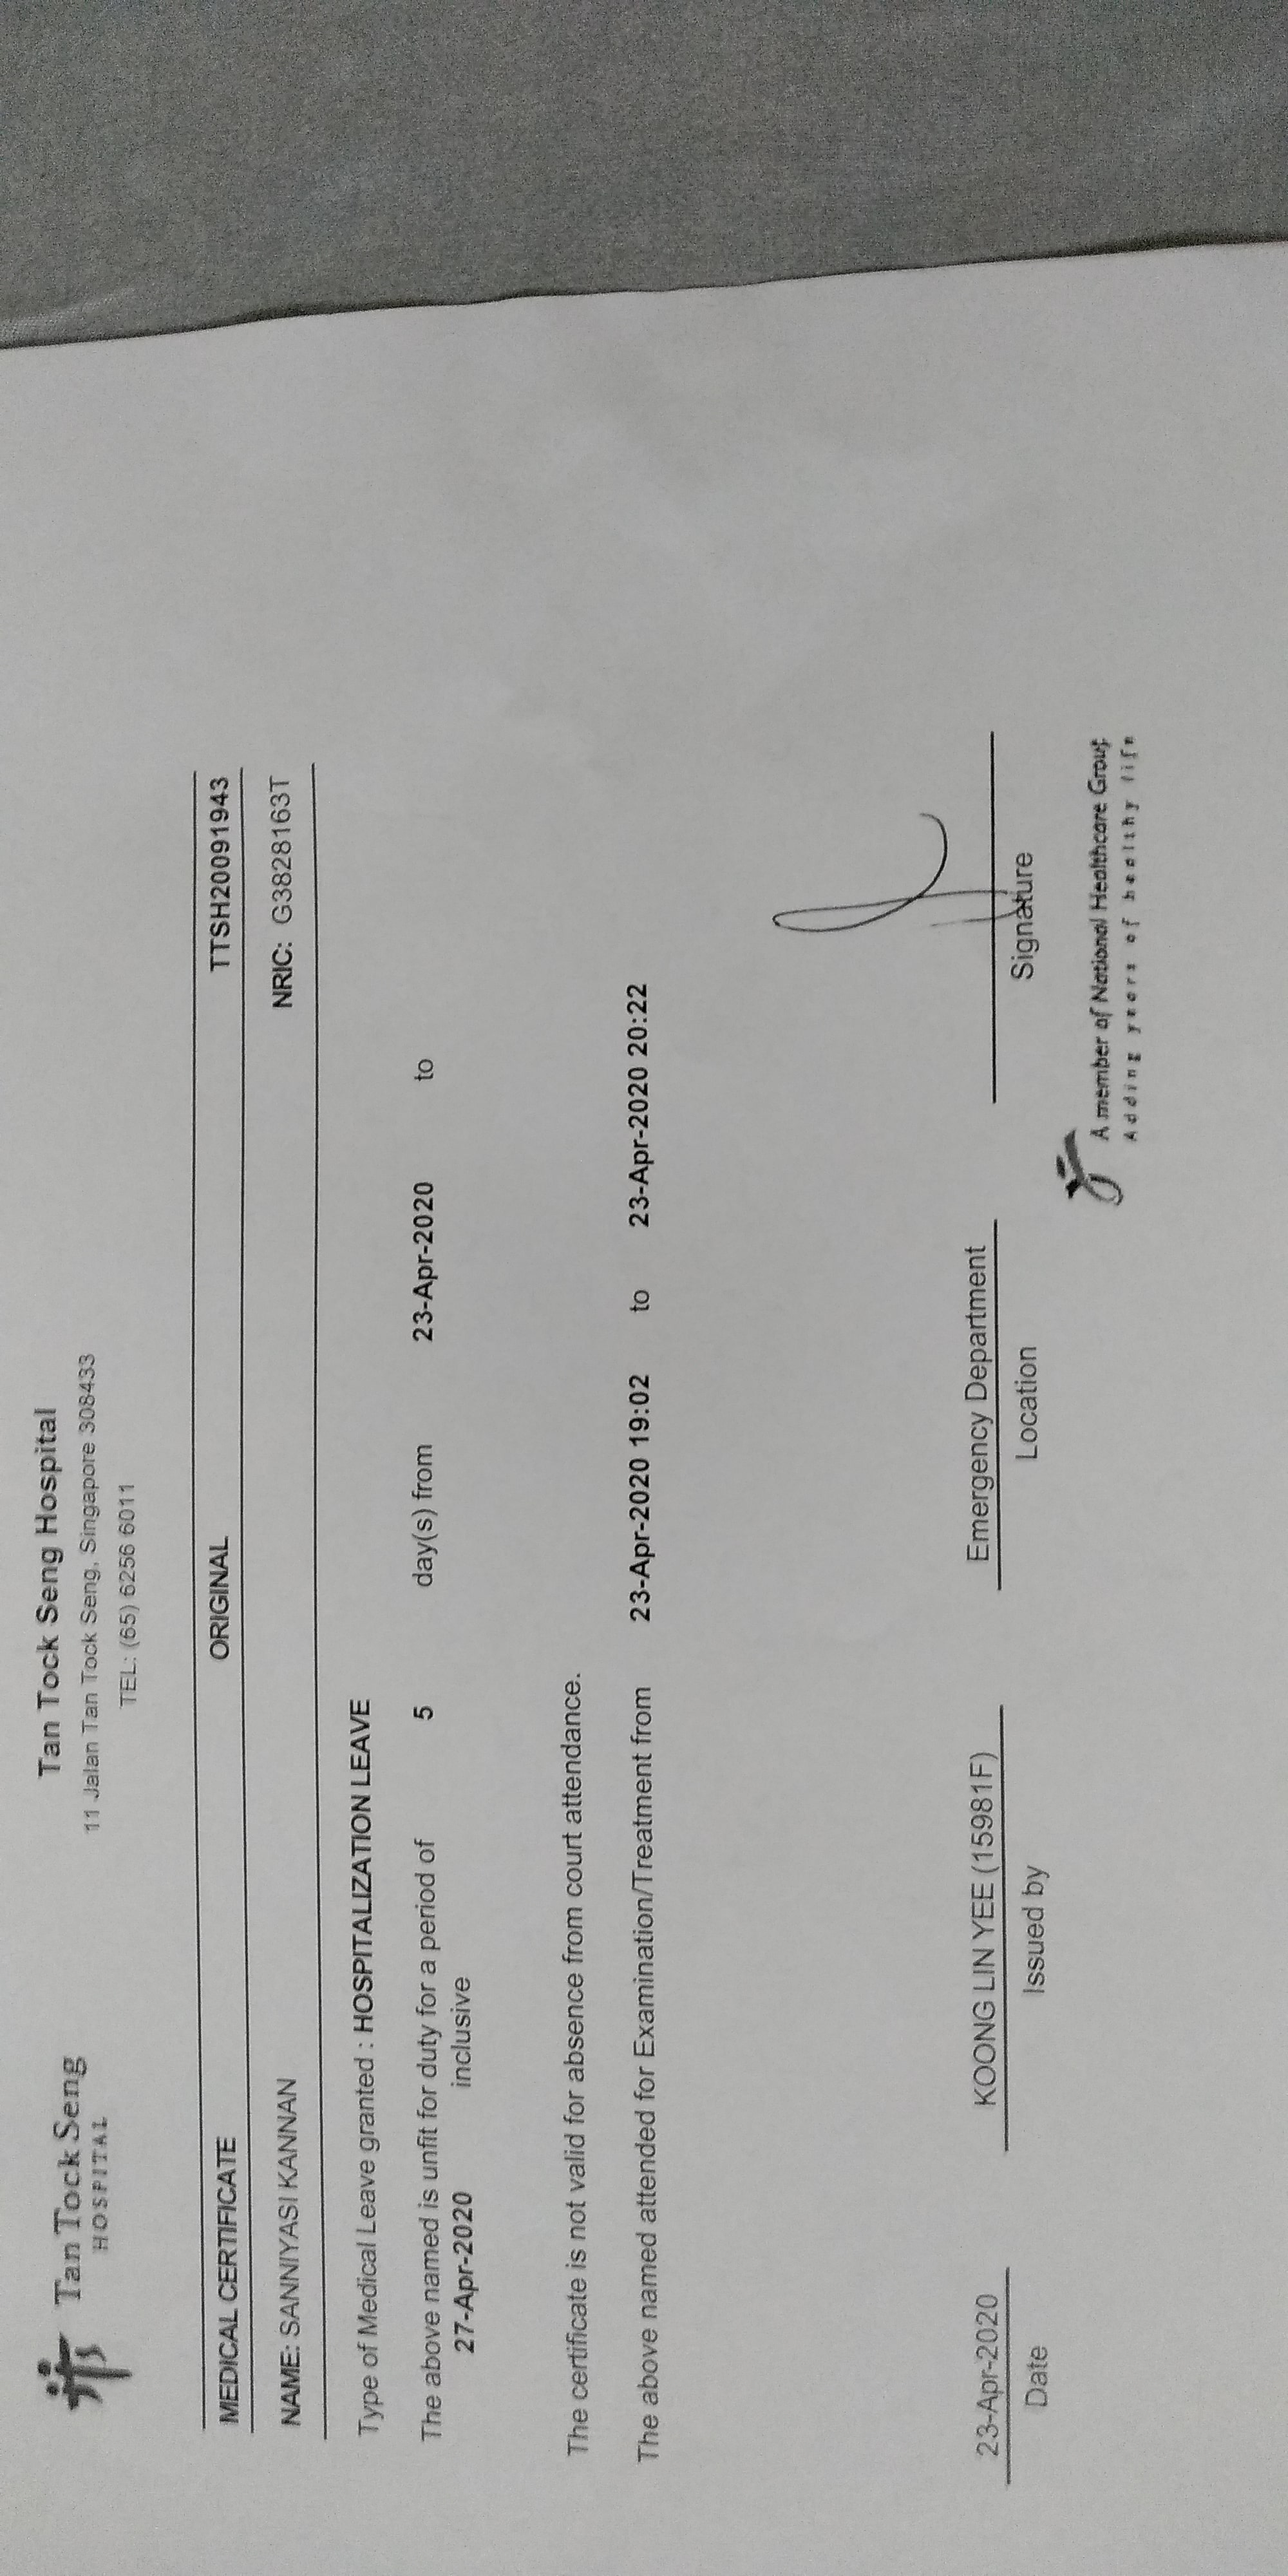 Tan Tock Seng
HOSPITAL
Tan Tock Seng Hospital
11 Jalan Tan Tock Seng, Singapore 308433
TEL: (65) 6256 6011
MEDICAL CERTIFICATE ORIGINAL TTSH20091943
NAME: SANNIYASI KANNAN NRIC: G3828163T
Type of Medical Leave granted : HOSPITALIZATION LEAVE
The above named is unfit for duty for a period of 5 day(s) from 23-Apr-2020 to
27-Apr-2020 inclusive
The certificate is not valid for absence from court attendance.
The above named attended for Examination/Treatment from 23-Apr-2020 19:02 to 23-Apr-2020 20:22
23-Apr-2020 KOONG LIN YEE (15981F) Emergency Department
Date Issued by Location Signature
A member of National Healthcare Group
Adding years of healthy life